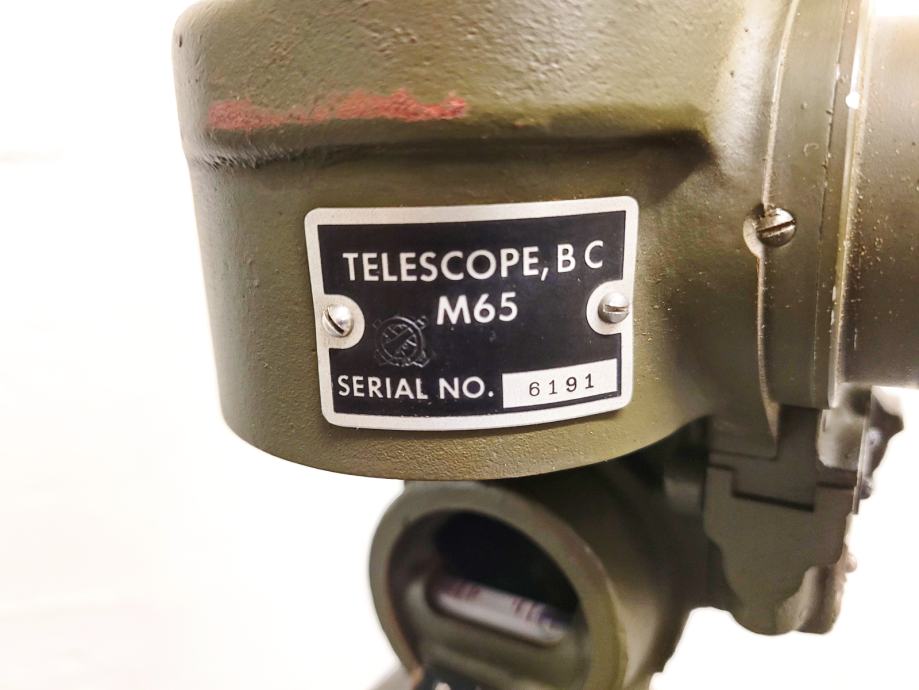 TELESCOPE, B C
M65
SERIAL NO. 6191